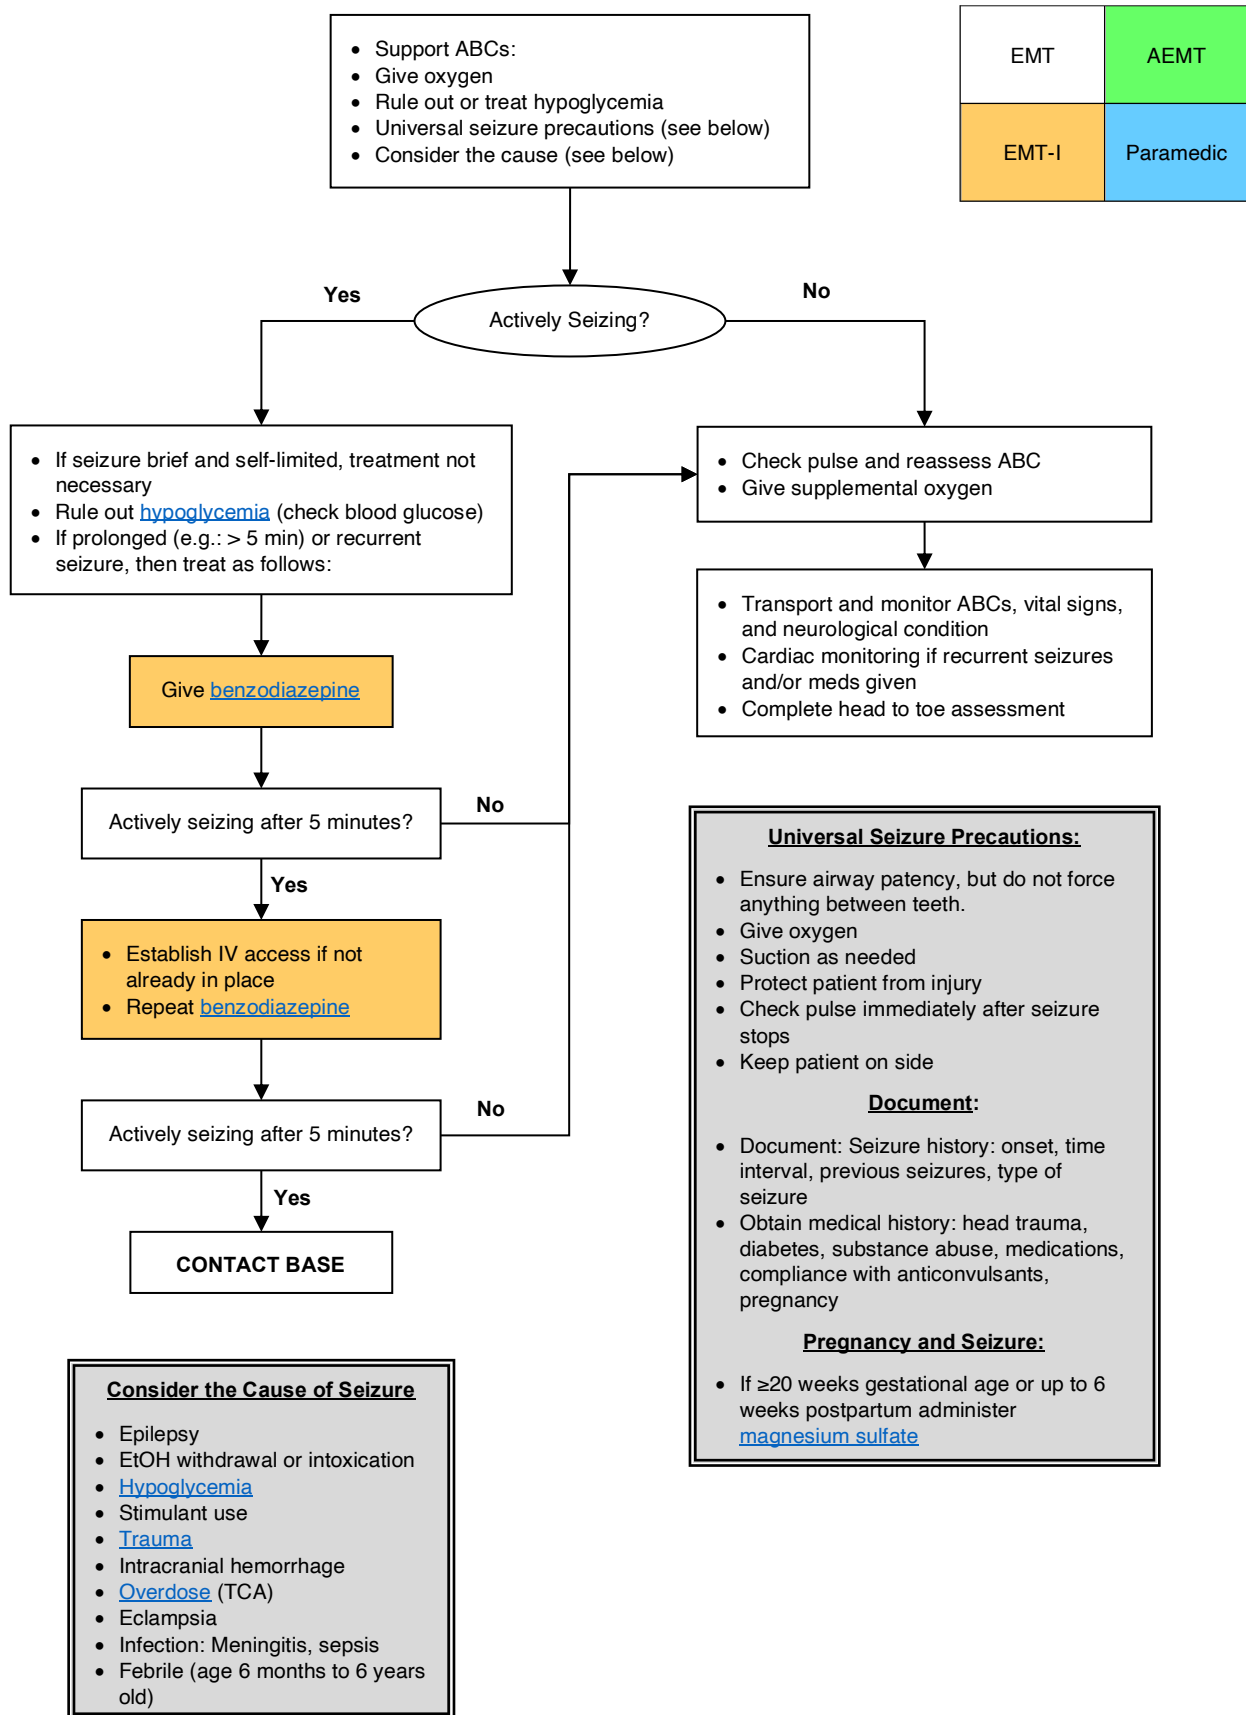 • Support ABCs:
• Give oxygen
• Rule out or treat hypoglycemia
• Universal seizure precautions (see below)
• Consider the cause (see below)
EMT
AEMT
EMT-I
Paramedic
Yes
No
Actively Seizing?
• If seizure brief and self-limited, treatment not
necessary
• Rule out hypoglycemia (check blood glucose)
• If prolonged (e.g.: > 5 min) or recurrent
seizure, then treat as follows:
• Check pulse and reassess ABC
• Give supplemental oxygen
• Transport and monitor ABCs, vital signs,
and neurological condition
• Cardiac monitoring if recurrent seizures
and/or meds given
• Complete head to toe assessment
Give benzodiazepine
Actively seizing after 5 minutes?
No
Yes
• Establish IV access if not
already in place
• Repeat benzodiazepine
Actively seizing after 5 minutes?
No
Yes
CONTACT BASE
Universal Seizure Precautions:
• Ensure airway patency, but do not force
anything between teeth.
• Give oxygen
• Suction as needed
• Protect patient from injury
• Check pulse immediately after seizure
stops
• Keep patient on side
Document:
• Document: Seizure history: onset, time
interval, previous seizures, type of
seizure
• Obtain medical history: head trauma,
diabetes, substance abuse, medications,
compliance with anticonvulsants,
pregnancy
Pregnancy and Seizure:
• If ≥20 weeks gestational age or up to 6
weeks postpartum administer
magnesium sulfate
Consider the Cause of Seizure
• Epilepsy
• EtOH withdrawal or intoxication
• Hypoglycemia
• Stimulant use
• Trauma
• Intracranial hemorrhage
• Overdose (TCA)
• Eclampsia
• Infection: Meningitis, sepsis
• Febrile (age 6 months to 6 years
old)